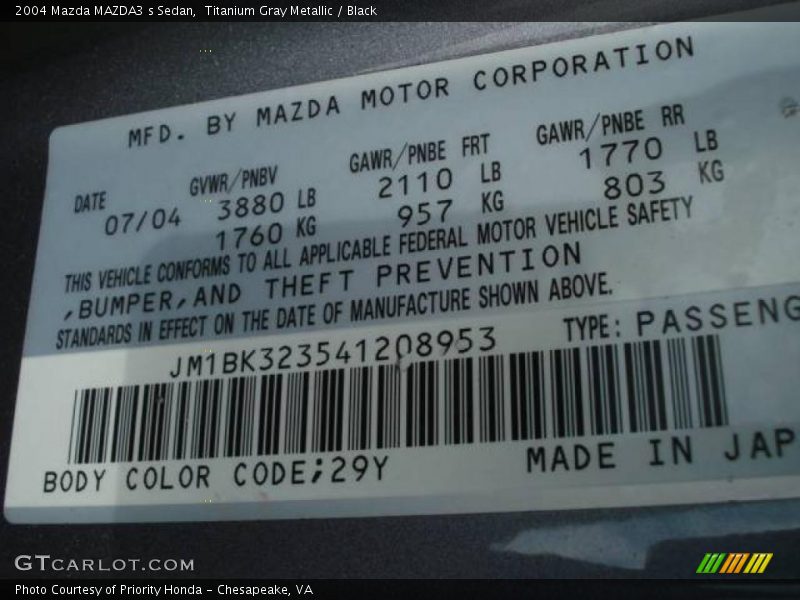 2004 Mazda MAZDA3 s Sedan, Titanium Gray Metallic / Black
MFD. BY MAZDA MOTOR CORPORATION
DATE GVWR/PNBV GAWR/PNBE FRT GAWR/PNBE RR
07/04 3880 LB 2110 LB 1770 LB
1760 KG 957 KG 803 KG
THIS VEHICLE CONFORMS TO ALL APPLICABLE FEDERAL MOTOR VEHICLE SAFETY
,BUMPER,AND THEFT PREVENTION
STANDARDS IN EFFECT ON THE DATE OF MANUFACTURE SHOWN ABOVE.
JM1BK323541208953 TYPE: PASSENG
BODY COLOR CODE;29Y MADE IN JAP
GTCARLOT.COM
Photo Courtesy of Priority Honda - Chesapeake, VA